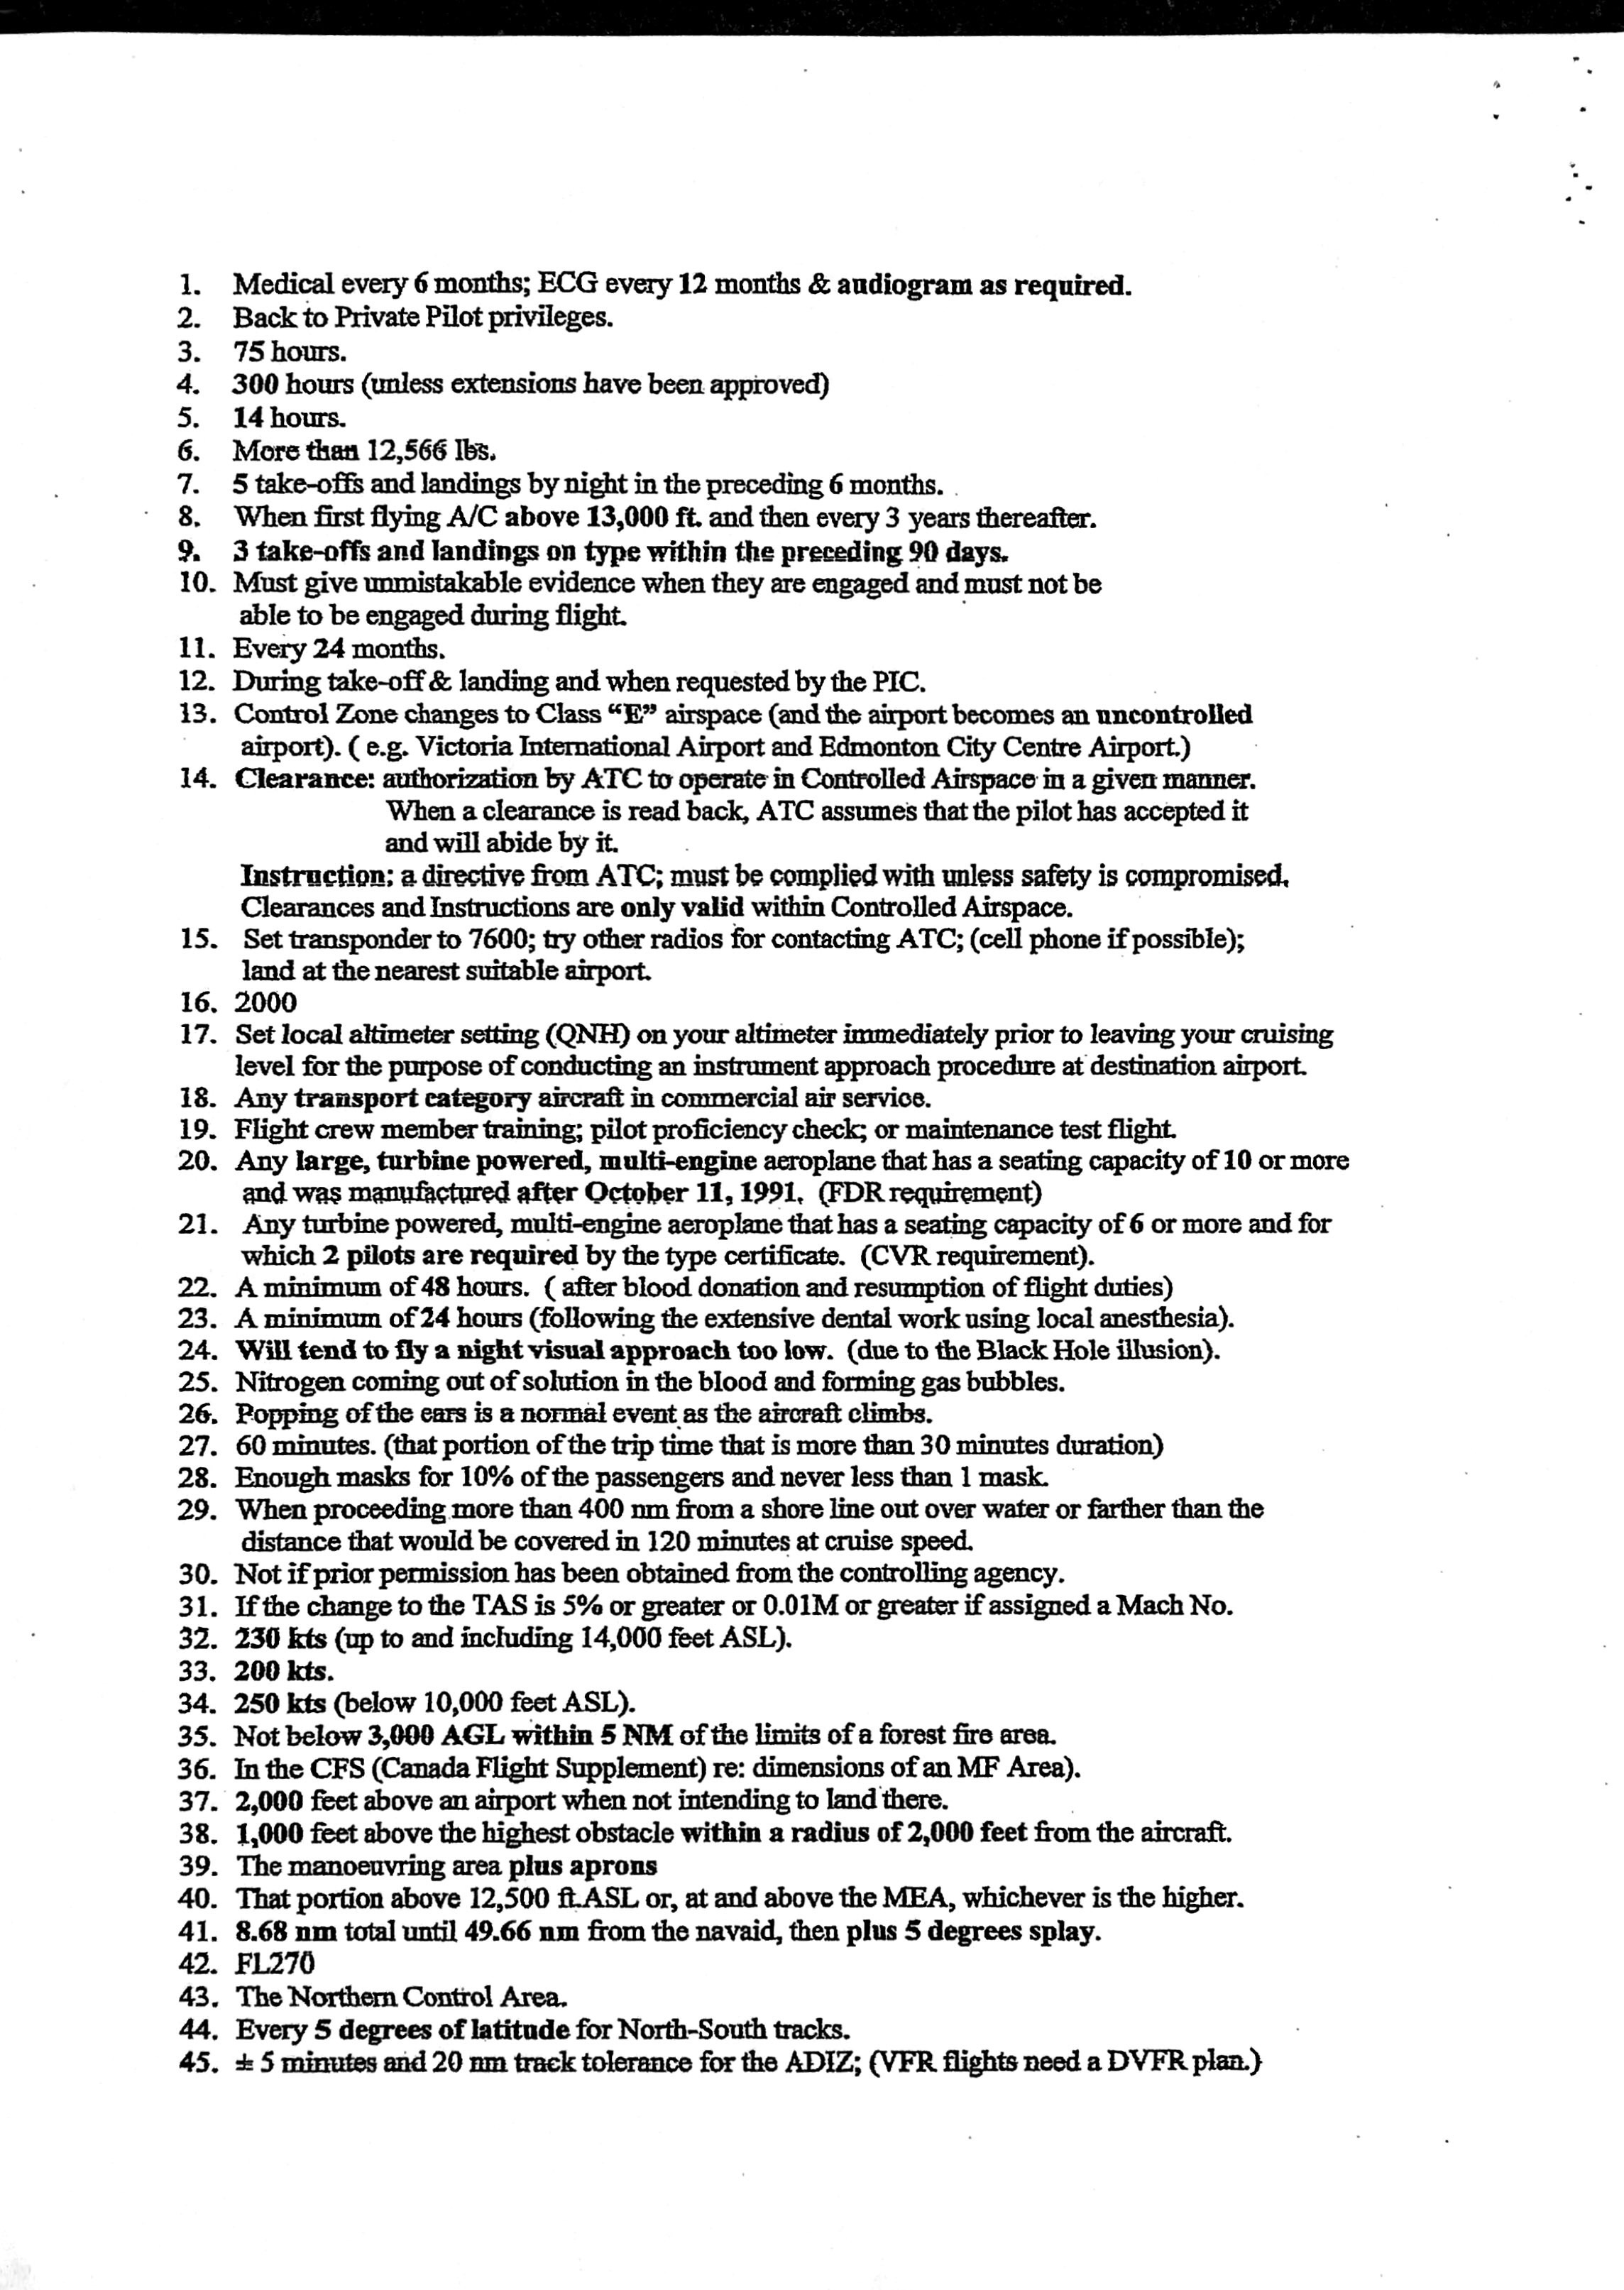 1. Medical every 6 months; ECG every 12 months & audiogram as required.
2. Back to Private Pilot privileges.
3. 75 hours.
4. 300 hours (unless extensions have been approved)
5. 14 hours.
6. More than 12,566 lbs.
7. 5 take-offs and landings by night in the preceding 6 months.
8. When first flying A/C above 13,000 ft. and then every 3 years thereafter.
9. 3 take-offs and landings on type within the preceding 90 days.
10. Must give unmistakable evidence when they are engaged and must not be
able to be engaged during flight.
11. Every 24 months.
12. During take-off & landing and when requested by the PIC.
13. Control Zone changes to Class “E” airspace (and the airport becomes an uncontrolled
airport). ( e.g. Victoria International Airport and Edmonton City Centre Airport.)
14. Clearance: authorization by ATC to operate in Controlled Airspace in a given manner.
When a clearance is read back, ATC assumes that the pilot has accepted it
and will abide by it.
Instruction: a directive from ATC; must be complied with unless safety is compromised.
Clearances and Instructions are only valid within Controlled Airspace.
15. Set transponder to 7600; try other radios for contacting ATC; (cell phone if possible);
land at the nearest suitable airport.
16. 2000
17. Set local altimeter setting (QNH) on your altimeter immediately prior to leaving your cruising
level for the purpose of conducting an instrument approach procedure at destination airport.
18. Any transport category aircraft in commercial air service.
19. Flight crew member training; pilot proficiency check; or maintenance test flight.
20. Any large, turbine powered, multi-engine aeroplane that has a seating capacity of 10 or more
and was manufactured after October 11, 1991. (FDR requirement)
21. Any turbine powered, multi-engine aeroplane that has a seating capacity of 6 or more and for
which 2 pilots are required by the type certificate. (CVR requirement).
22. A minimum of 48 hours. ( after blood donation and resumption of flight duties)
23. A minimum of 24 hours (following the extensive dental work using local anesthesia).
24. Will tend to fly a night visual approach too low. (due to the Black Hole illusion).
25. Nitrogen coming out of solution in the blood and forming gas bubbles.
26. Popping of the ears is a normal event as the aircraft climbs.
27. 60 minutes. (that portion of the trip time that is more than 30 minutes duration)
28. Enough masks for 10% of the passengers and never less than 1 mask.
29. When proceeding more than 400 nm from a shore line out over water or farther than the
distance that would be covered in 120 minutes at cruise speed.
30. Not if prior permission has been obtained from the controlling agency.
31. If the change to the TAS is 5% or greater or 0.01M or greater if assigned a Mach No.
32. 230 kts (up to and including 14,000 feet ASL).
33. 200 kts.
34. 250 kts (below 10,000 feet ASL).
35. Not below 3,000 AGL within 5 NM of the limits of a forest fire area.
36. In the CFS (Canada Flight Supplement) re: dimensions of an MF Area).
37. 2,000 feet above an airport when not intending to land there.
38. 1,000 feet above the highest obstacle within a radius of 2,000 feet from the aircraft.
39. The manoeuvring area plus aprons
40. That portion above 12,500 ft.ASL or, at and above the MEA, whichever is the higher.
41. 8.68 nm total until 49.66 nm from the navaid, then plus 5 degrees splay.
42. FL270
43. The Northern Control Area.
44. Every 5 degrees of latitude for North-South tracks.
45. ± 5 minutes and 20 nm track tolerance for the ADIZ; (VFR flights need a DVFR plan.)